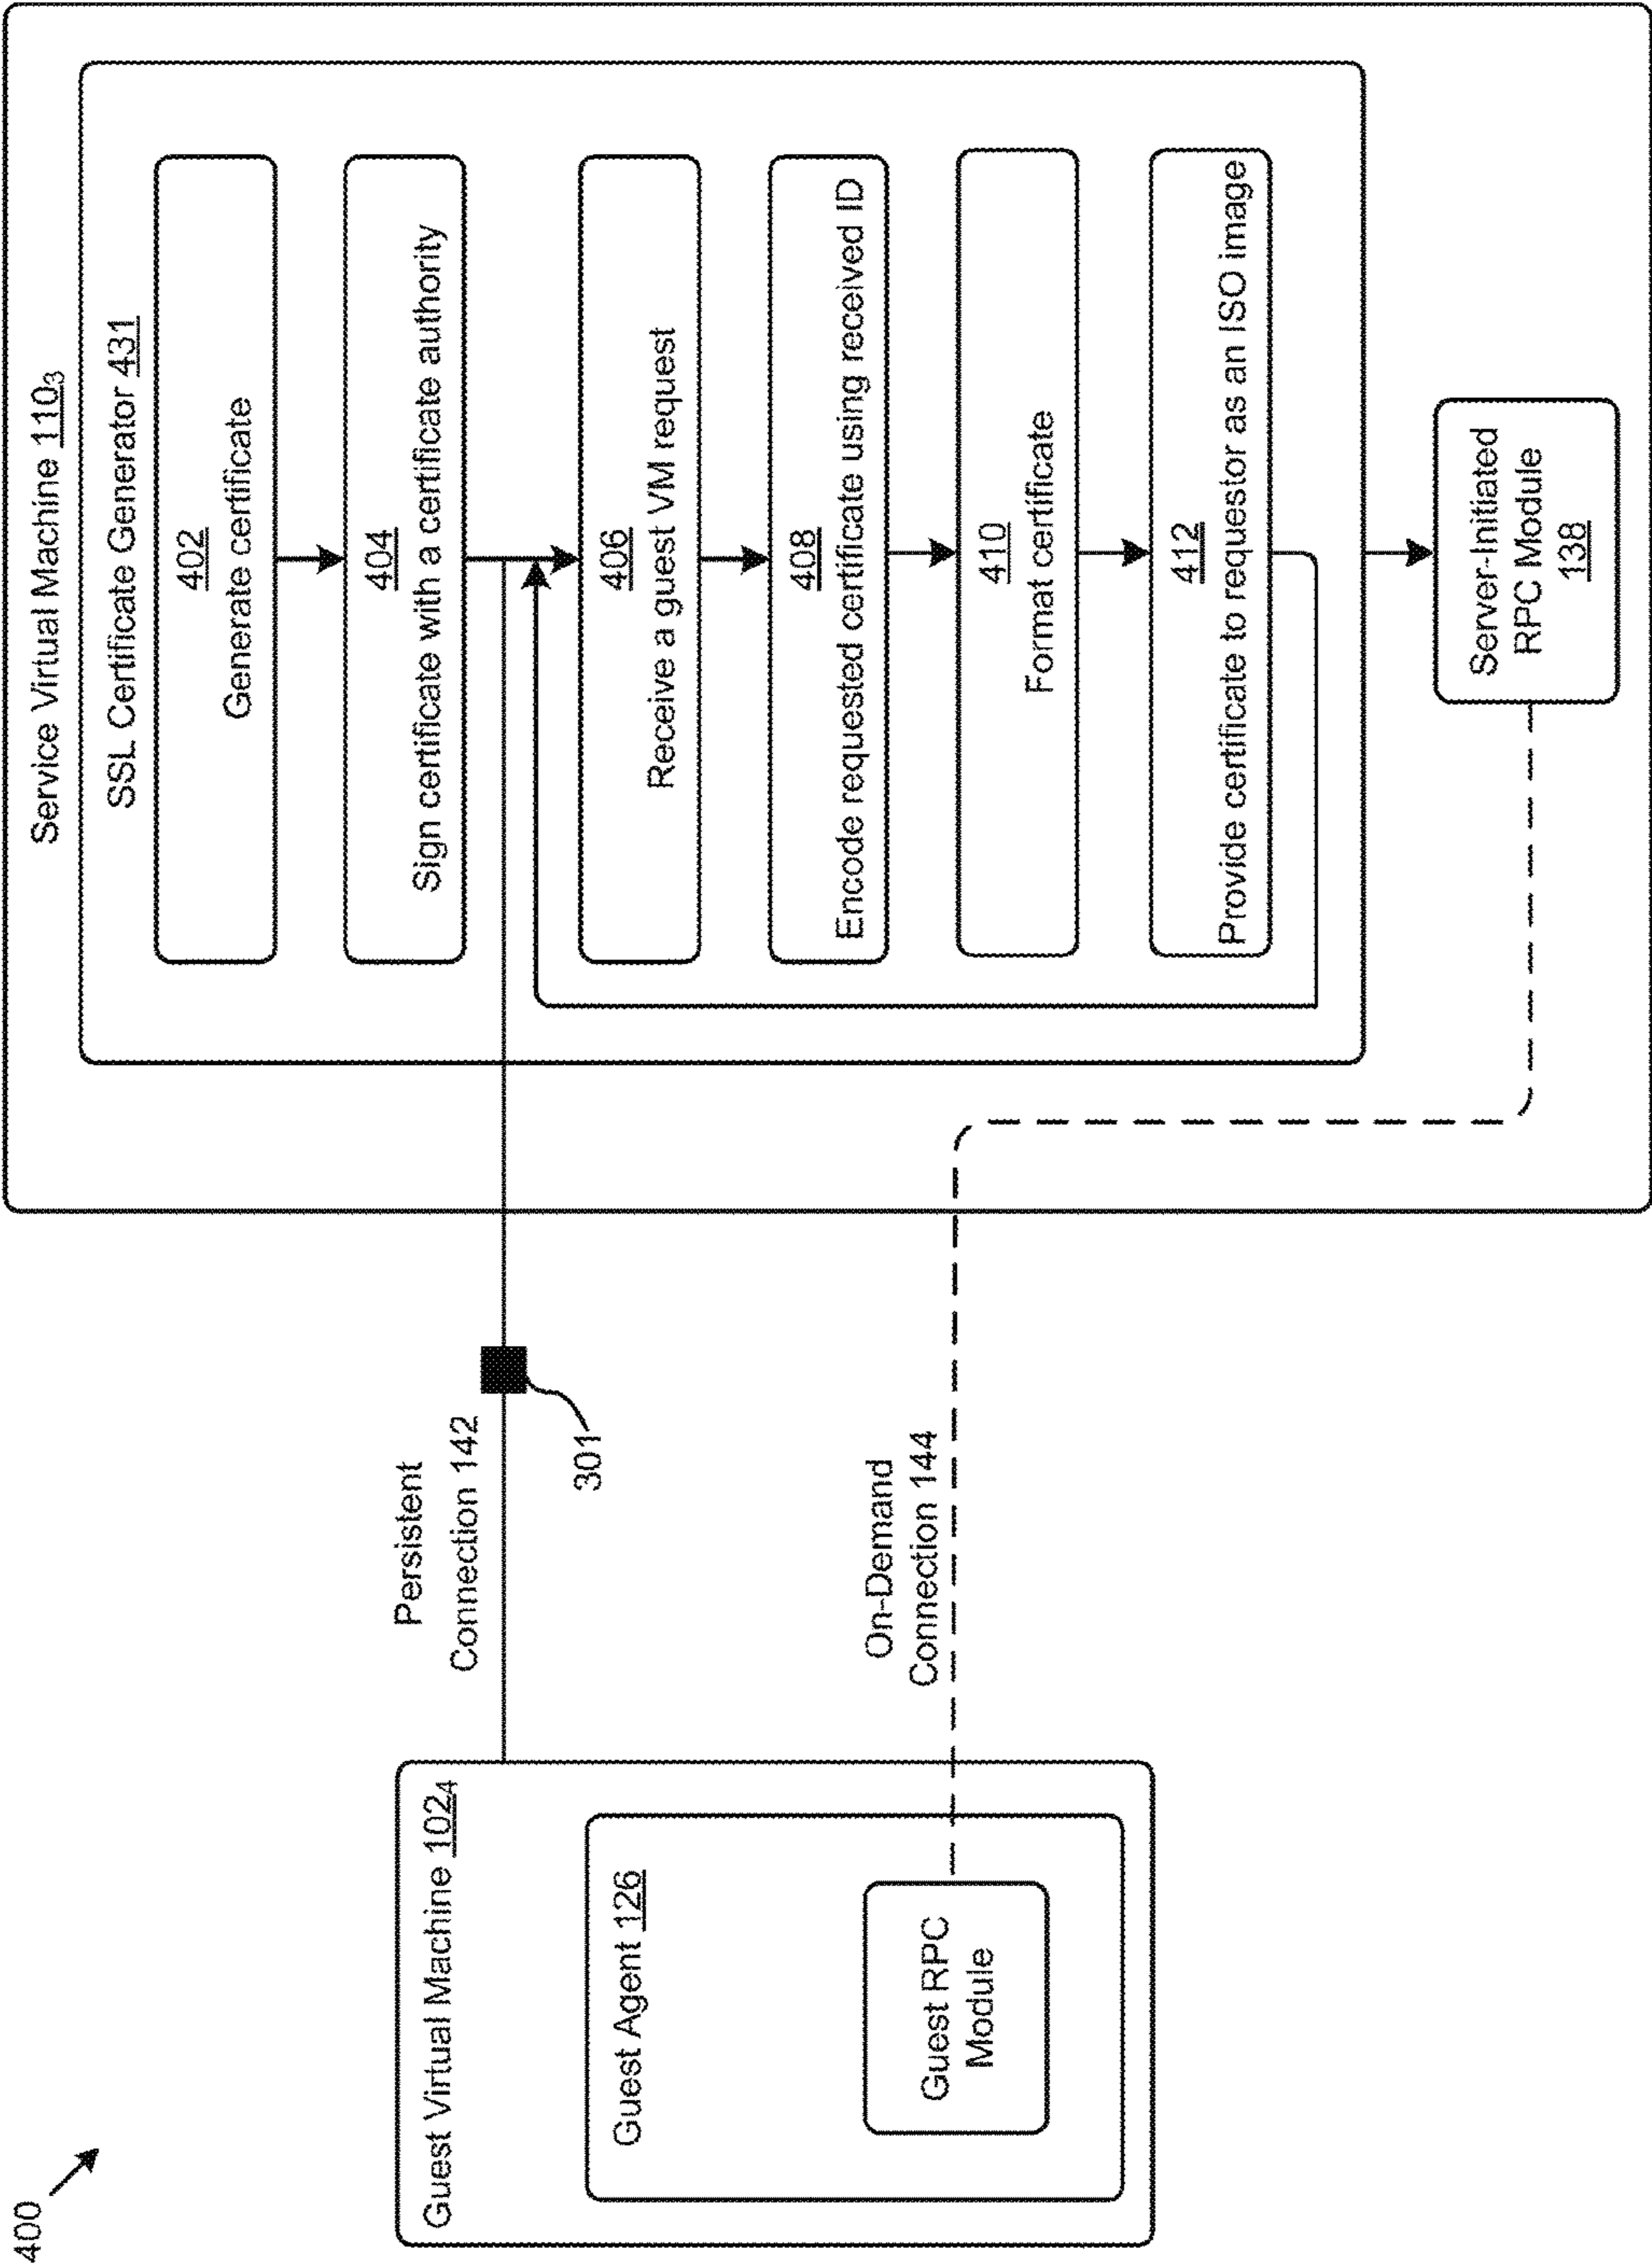 400
Guest Virtual Machine 102₄
Guest Agent 126
Guest RPC
Module
Persistent
Connection 142
301
On-Demand
Connection 144
Service Virtual Machine 110₃
SSL Certificate Generator 431
402
Generate certificate
404
Sign certificate with a certificate authority
406
Receive a guest VM request
408
Encode requested certificate using received ID
410
Format certificate
412
Provide certificate to requestor as an ISO image
Server-Initiated
RPC Module
138